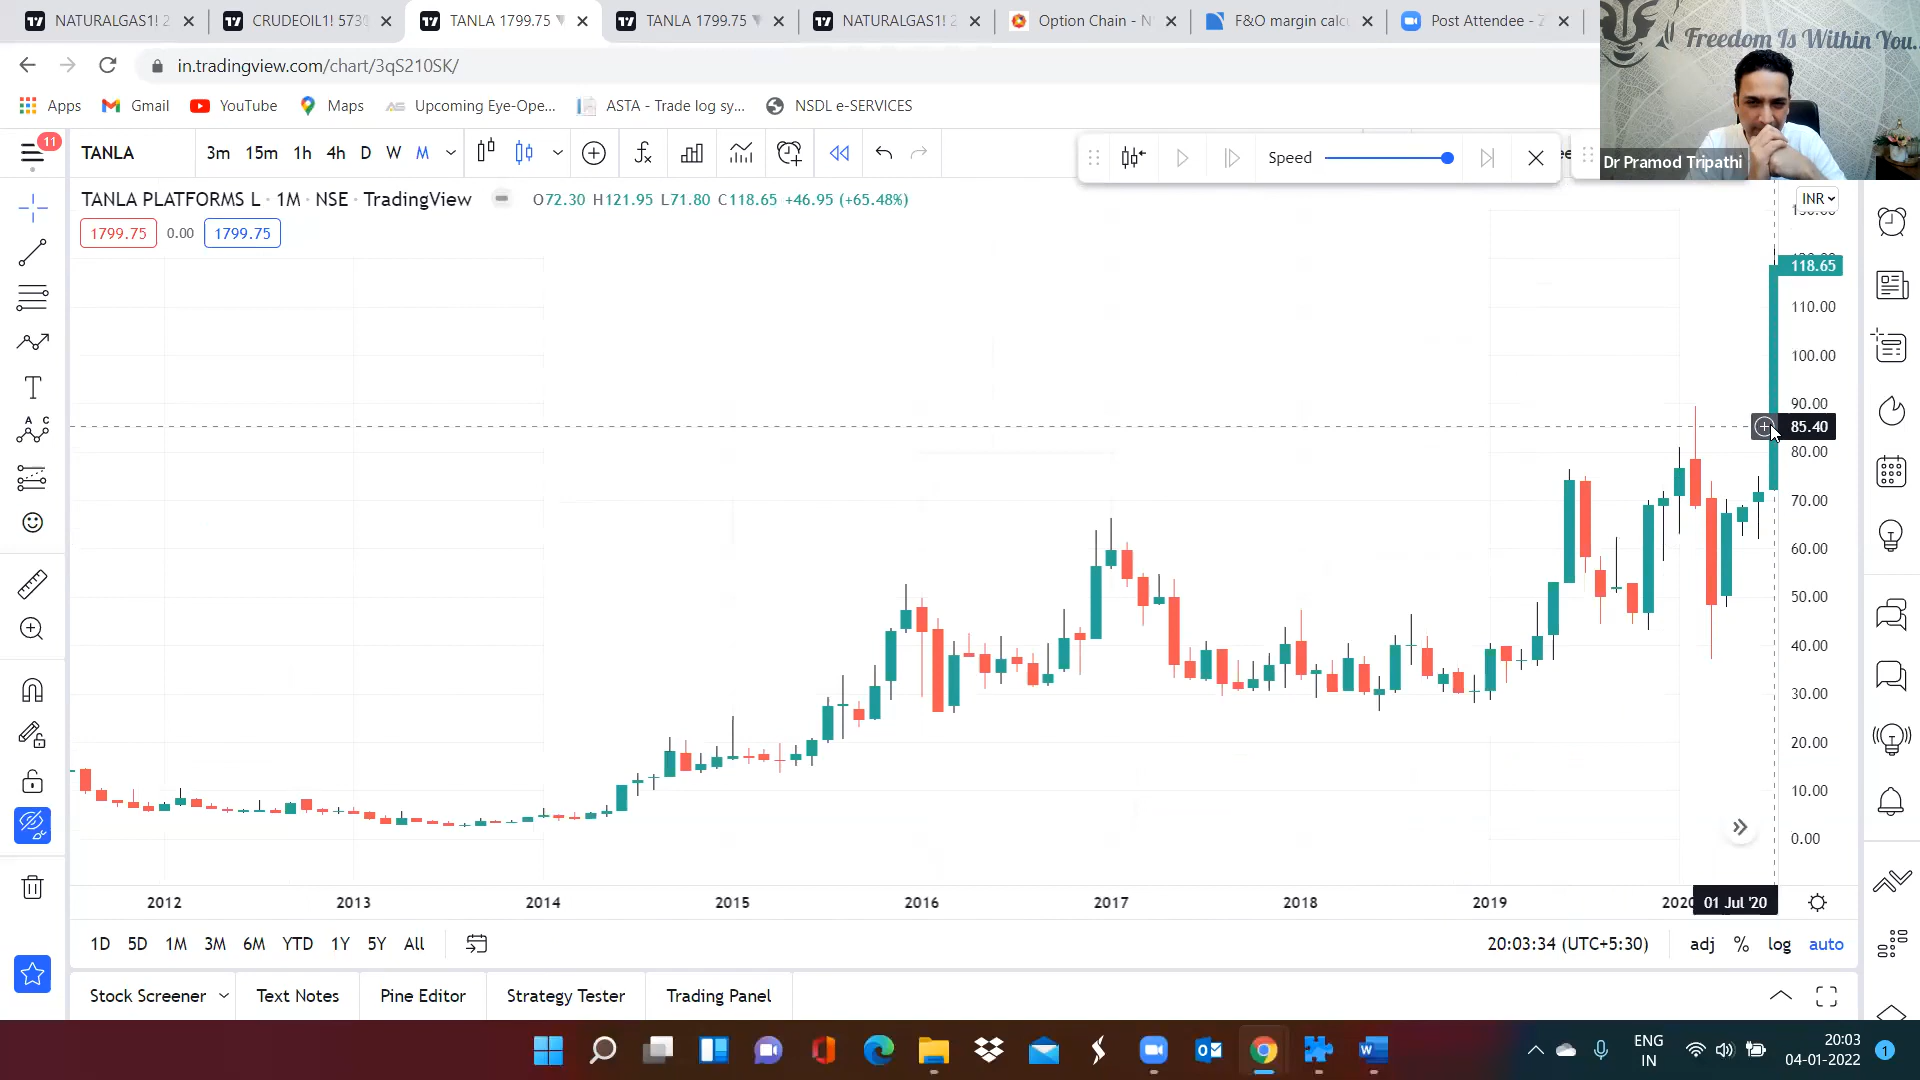 NATURALGAS1! 2
CRUDEOIL1! 573
TANLA 1799.75
TANLA 1799.75
NATURALGAS1! 2
Option Chain - N
F&O margin calc
Post Attendee - Z
Freedom Is Within You..
in.tradingview.com/chart/3qS210SK/
Apps
Gmail
YouTube
Maps
Upcoming Eye-Ope...
ASTA - Trade log sy...
NSDL e-SERVICES
11
TANLA
3m 15m 1h 4h D W M
Speed
Dr Pramod Tripathi
TANLA PLATFORMS L · 1M · NSE · TradingView
O72.30 H121.95 L71.80 C118.65 +46.95 (+65.48%)
INR
1799.75 0.00 1799.75
118.65
110.00
100.00
90.00
85.40
80.00
70.00
60.00
50.00
40.00
30.00
20.00
10.00
0.00
2012 2013 2014 2015 2016 2017 2018 2019 2020 01 Jul '20
1D 5D 1M 3M 6M YTD 1Y 5Y All
20:03:34 (UTC+5:30) adj % log auto
Stock Screener Text Notes Pine Editor Strategy Tester Trading Panel
ENG
IN
20:03
04-01-2022
1